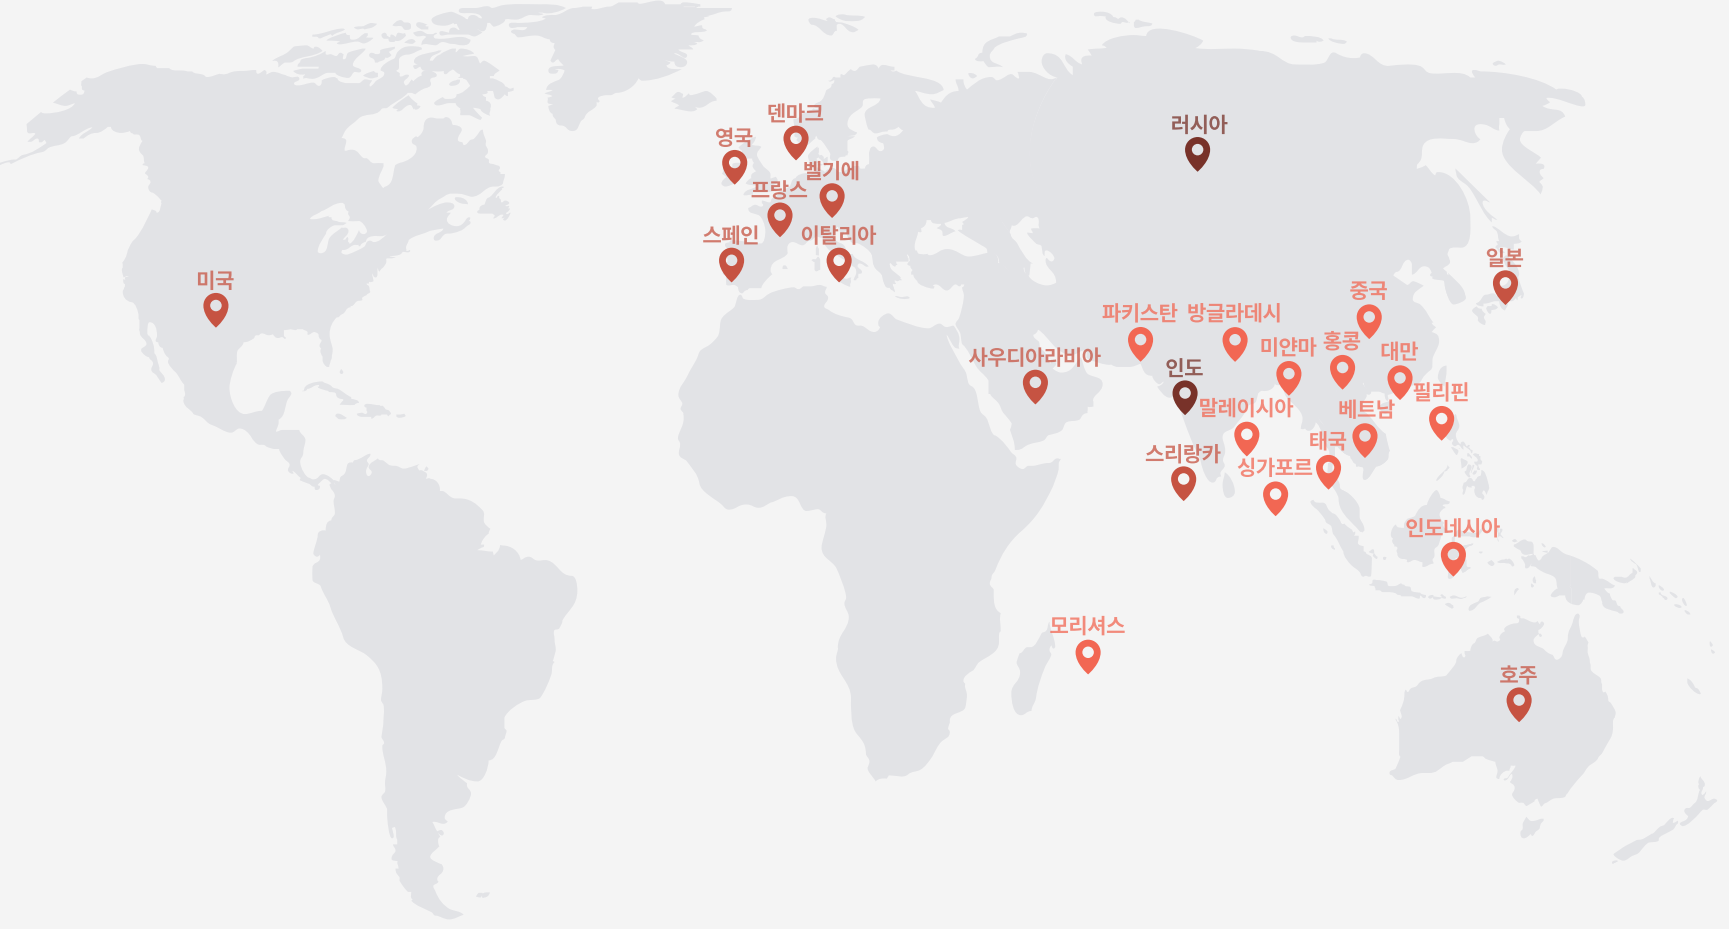 덴마크
러시아
영국
벨기에
프랑스
스페인
이탈리아
일본
미국
중국
파키스탄
방글라데시
미얀마
홍콩
대만
사우디아라비아
인도
필리핀
말레이시아
베트남
태국
스리랑카
싱가포르
인도네시아
모리셔스
호주